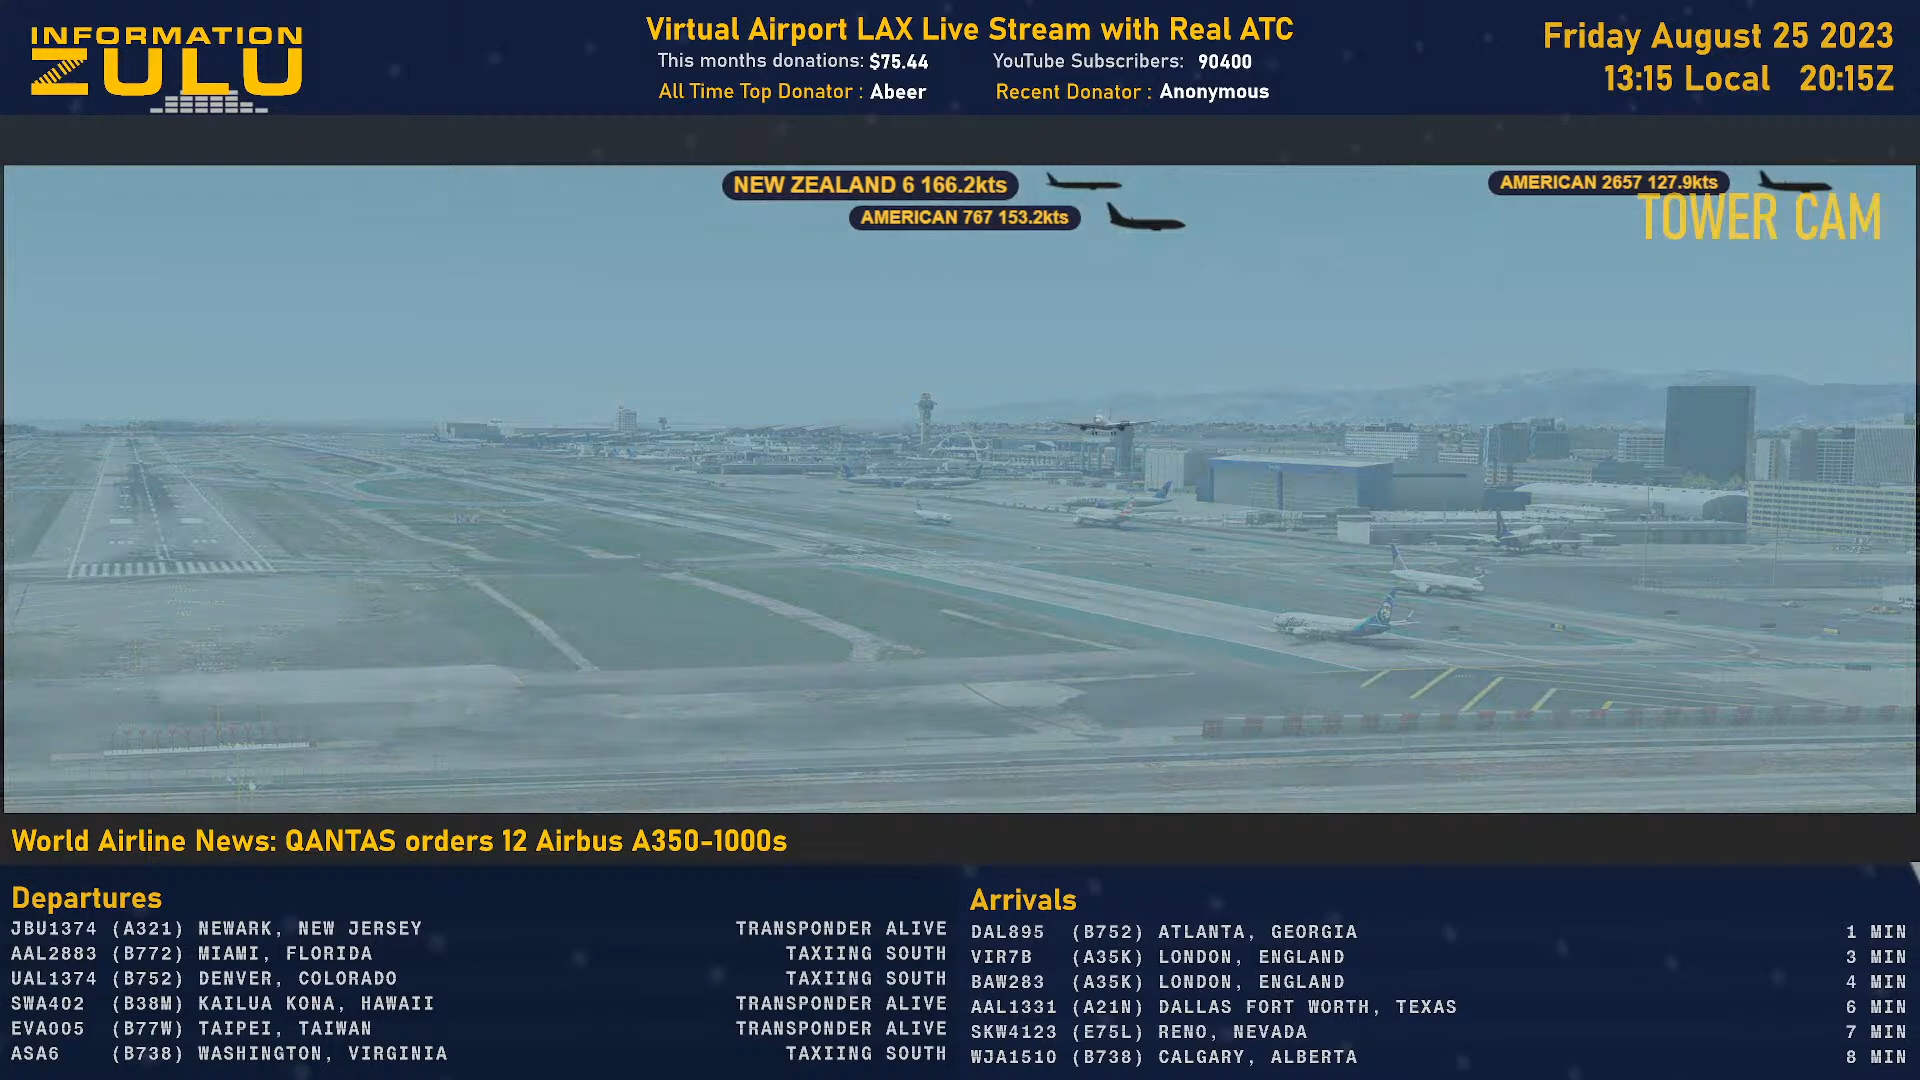 INFORMATION
ZULU
Virtual Airport LAX Live Stream with Real ATC
This months donations: $75.44 YouTube Subscribers: 90400
All Time Top Donator : Abeer Recent Donator : Anonymous
Friday August 25 2023
13:15 Local 20:15Z
NEW ZEALAND 6 166.2kts
AMERICAN 767 153.2kts
AMERICAN 2657 127.9kts
TOWER CAM
World Airline News: QANTAS orders 12 Airbus A350-1000s
Departures
JBU1374 (A321) NEWARK, NEW JERSEY TRANSPONDER ALIVE
AAL2883 (B772) MIAMI, FLORIDA TAXIING SOUTH
UAL1374 (B752) DENVER, COLORADO TAXIING SOUTH
SWA402 (B38M) KAILUA KONA, HAWAII TRANSPONDER ALIVE
EVA005 (B77W) TAIPEI, TAIWAN TRANSPONDER ALIVE
ASA6 (B738) WASHINGTON, VIRGINIA TAXIING SOUTH
Arrivals
DAL895 (B752) ATLANTA, GEORGIA 1 MIN
VIR7B (A35K) LONDON, ENGLAND 3 MIN
BAW283 (A35K) LONDON, ENGLAND 4 MIN
AAL1331 (A21N) DALLAS FORT WORTH, TEXAS 6 MIN
SKW4123 (E75L) RENO, NEVADA 7 MIN
WJA1510 (B738) CALGARY, ALBERTA 8 MIN